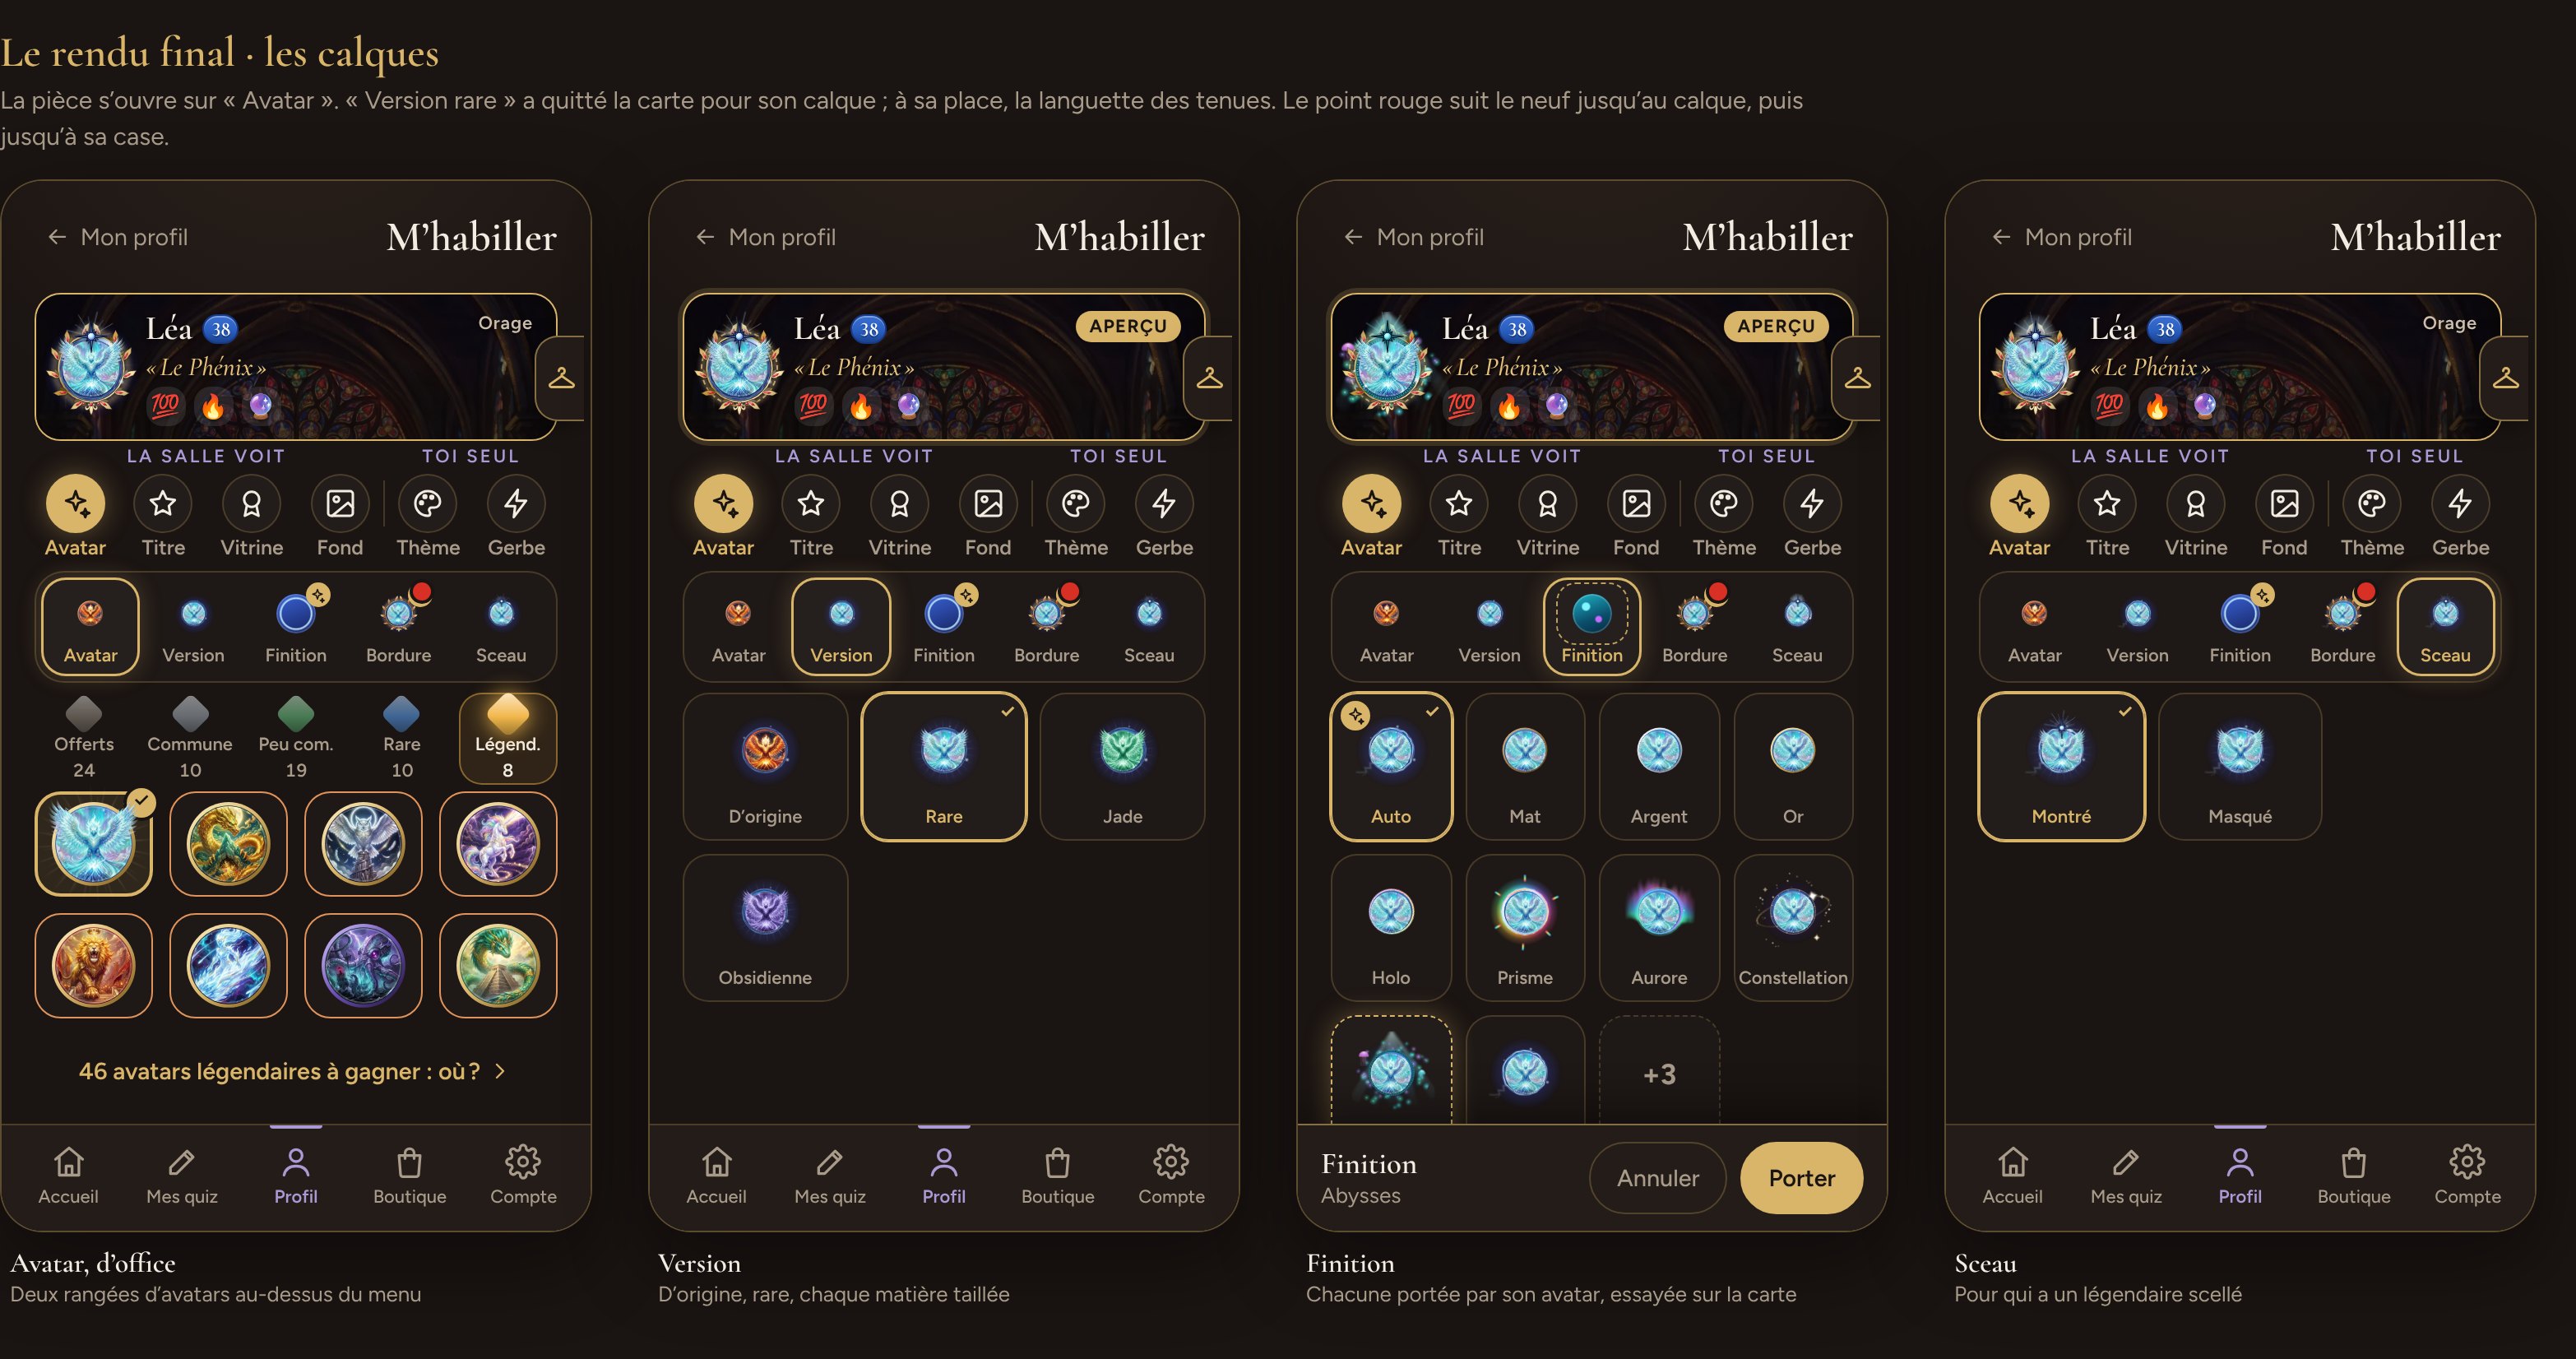 Le rendu final · les calques
La pièce s’ouvre sur « Avatar ». « Version rare » a quitté la carte pour son calque ; à sa place, la languette des tenues. Le point rouge suit le neuf jusqu’au calque, puis
jusqu’à sa case.
← Mon profil
M’habiller
Léa 38
Orage
« Le Phénix »
💯 🔥 🔮
LA SALLE VOIT
TOI SEUL
Avatar Titre Vitrine Fond Thème Gerbe
Avatar Version Finition Bordure Sceau
Offerts Commune Peu com. Rare Légend.
24 10 19 10 8
46 avatars légendaires à gagner : où ? >
Accueil Mes quiz Profil Boutique Compte
Avatar, d’office
Deux rangées d’avatars au-dessus du menu
← Mon profil
M’habiller
Léa 38
APERÇU
« Le Phénix »
💯 🔥 🔮
LA SALLE VOIT
TOI SEUL
Avatar Titre Vitrine Fond Thème Gerbe
Avatar Version Finition Bordure Sceau
D’origine Rare Jade
Obsidienne
Accueil Mes quiz Profil Boutique Compte
Version
D’origine, rare, chaque matière taillée
← Mon profil
M’habiller
Léa 38
APERÇU
« Le Phénix »
💯 🔥 🔮
LA SALLE VOIT
TOI SEUL
Avatar Titre Vitrine Fond Thème Gerbe
Avatar Version Finition Bordure Sceau
Auto Mat Argent Or
Holo Prisme Aurore Constellation
+3
Finition
Abysses
Annuler
Porter
Finition
Chacune portée par son avatar, essayée sur la carte
← Mon profil
M’habiller
Léa 38
Orage
« Le Phénix »
💯 🔥 🔮
LA SALLE VOIT
TOI SEUL
Avatar Titre Vitrine Fond Thème Gerbe
Avatar Version Finition Bordure Sceau
Montré Masqué
Accueil Mes quiz Profil Boutique Compte
Sceau
Pour qui a un légendaire scellé